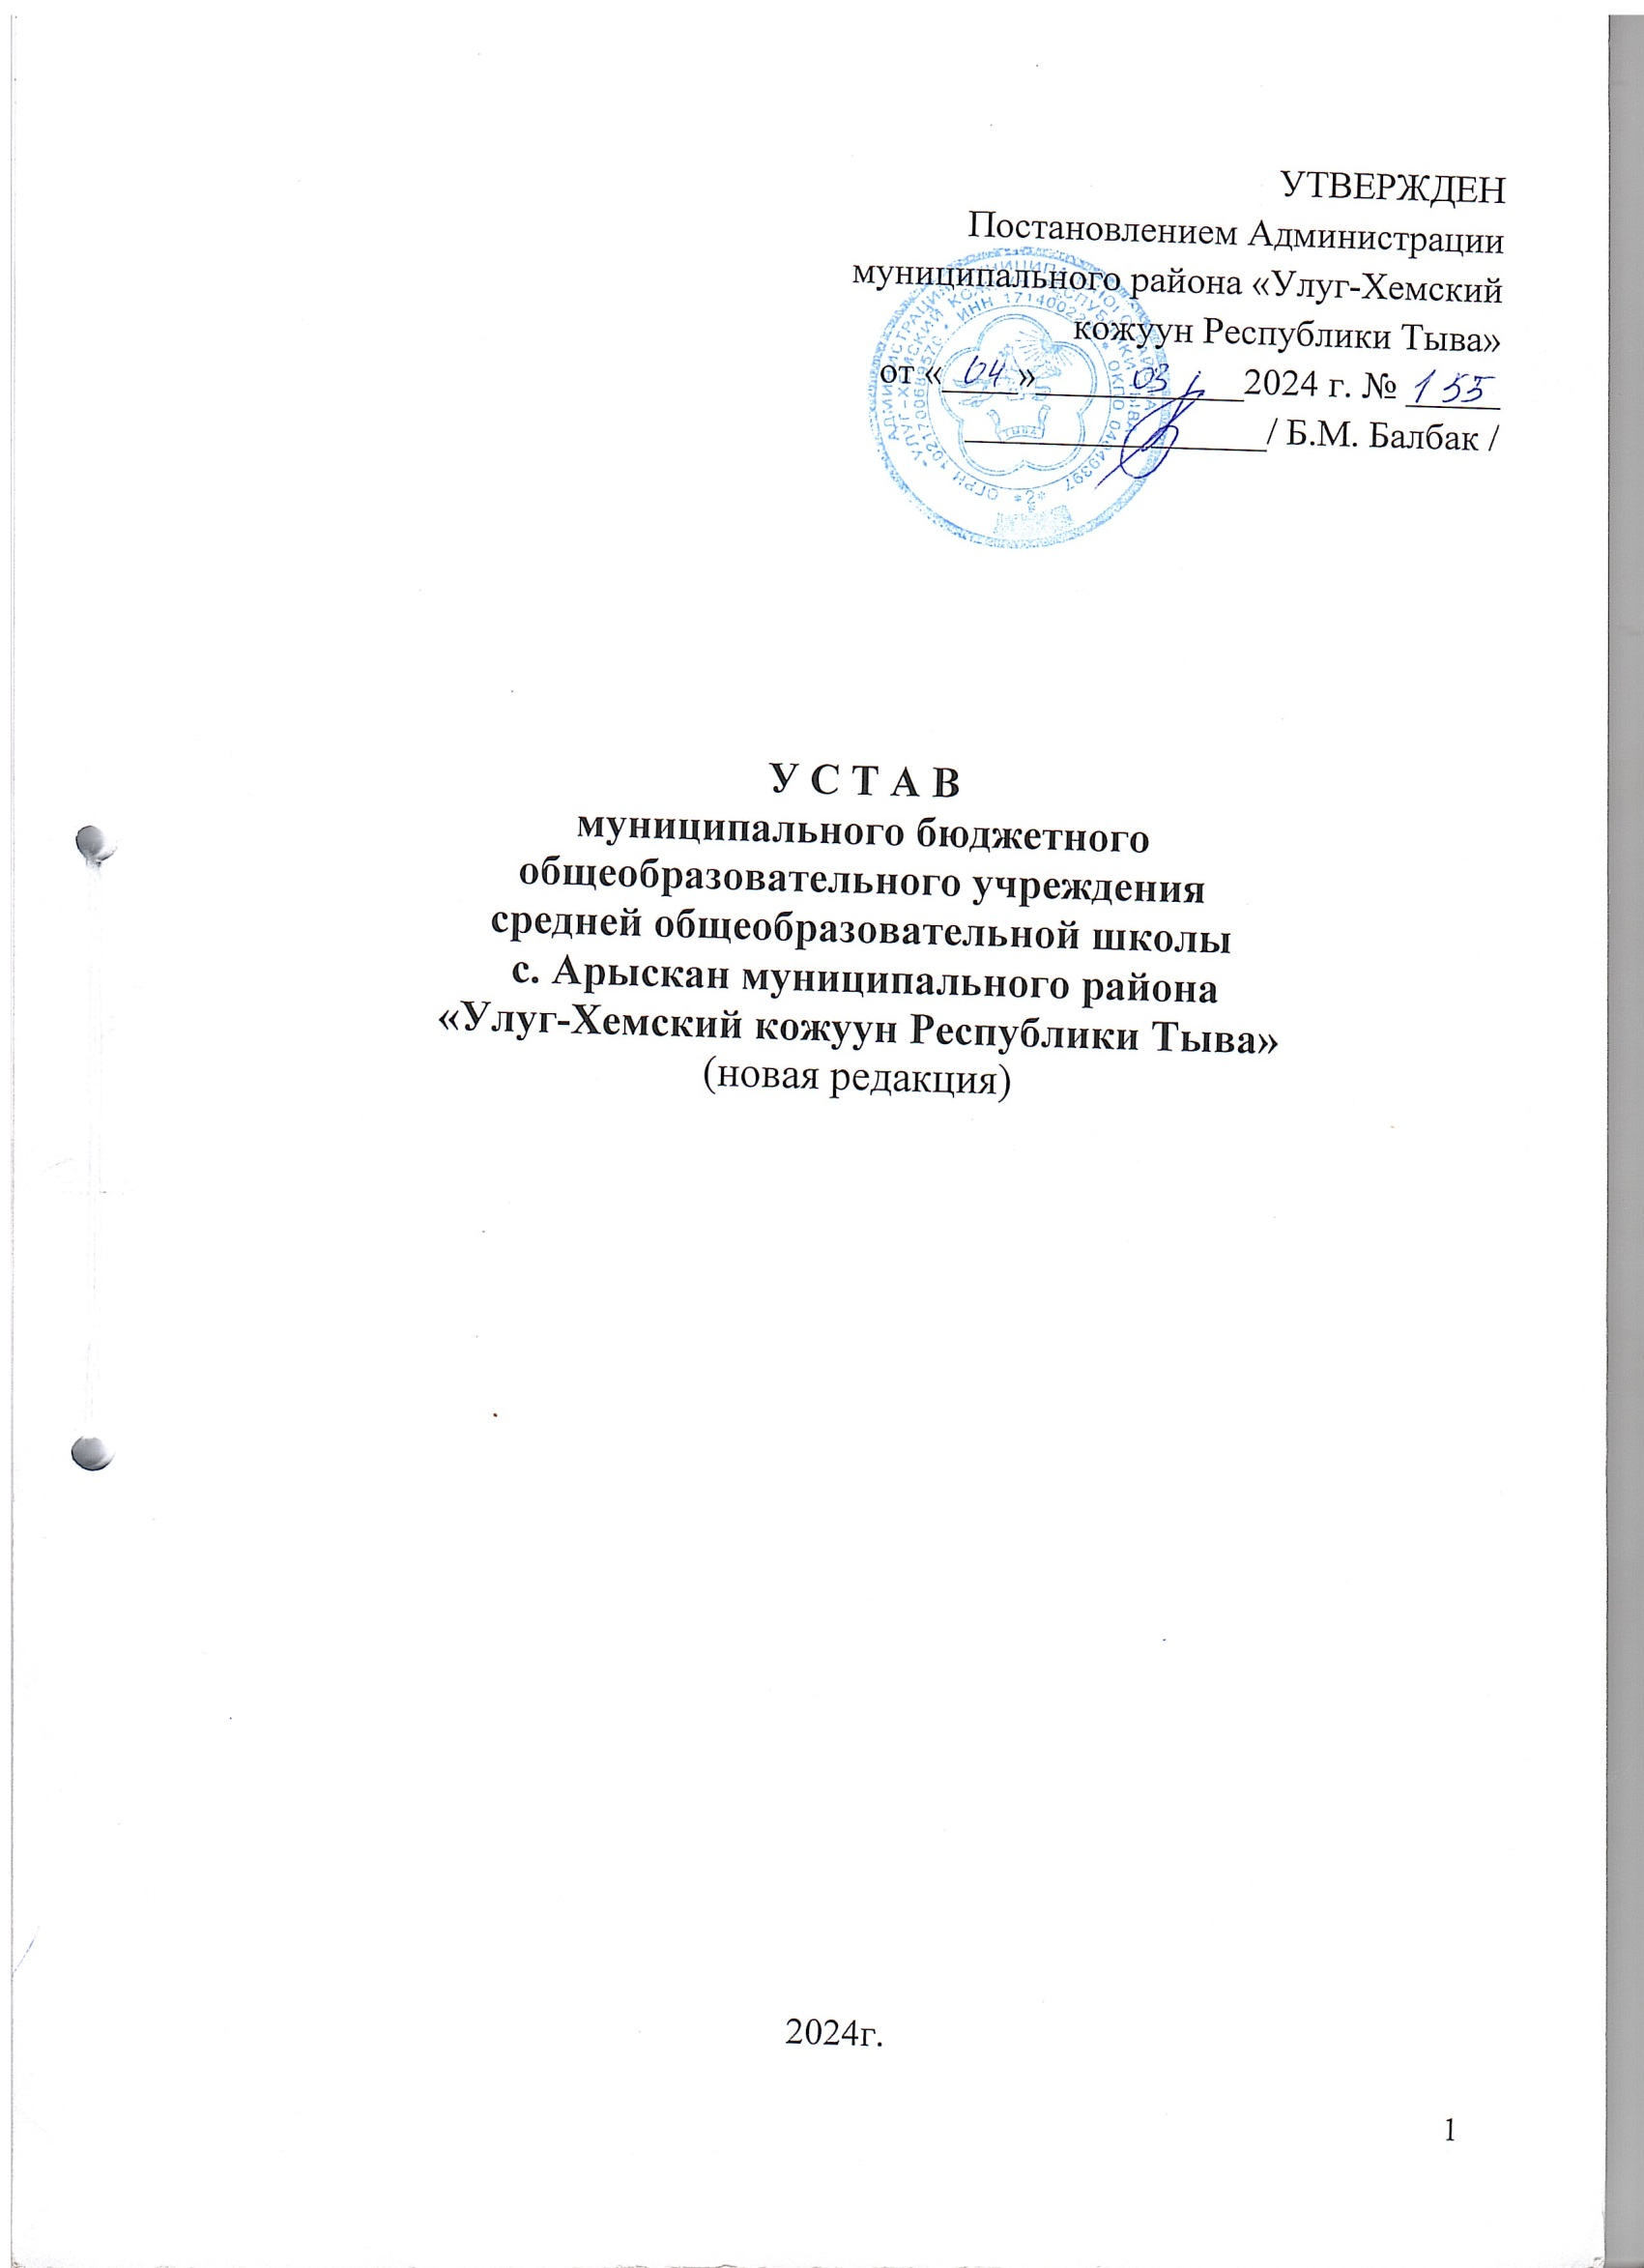 УТВЕРЖДЕН
Постановлением Администрации
муниципального района «Улуг-Хемский
кожуун Республики Тыва»
от «04» 03 2024 г. № 155
/ Б.М. Балбак /
У С Т А В
муниципального бюджетного
общеобразовательного учреждения
средней общеобразовательной школы
с. Арыскан муниципального района
«Улуг-Хемский кожуун Республики Тыва»
(новая редакция)
2024г.
1